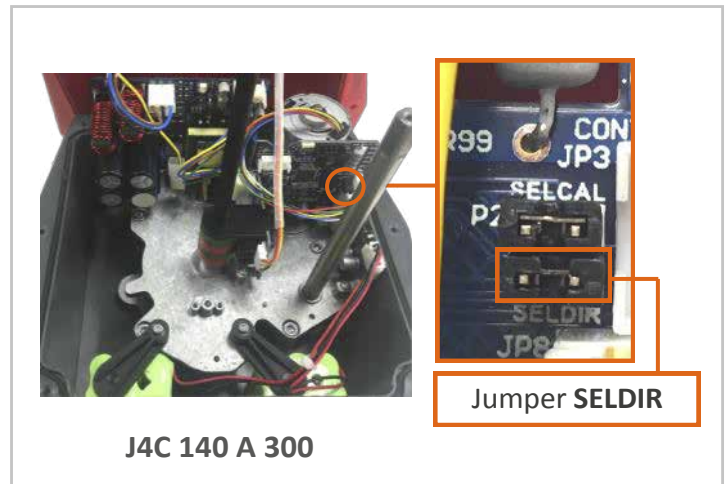 R99
CON
JP3
SELCAL
P2
SELDIR
JP8
Jumper SELDIR
J4C 140 A 300